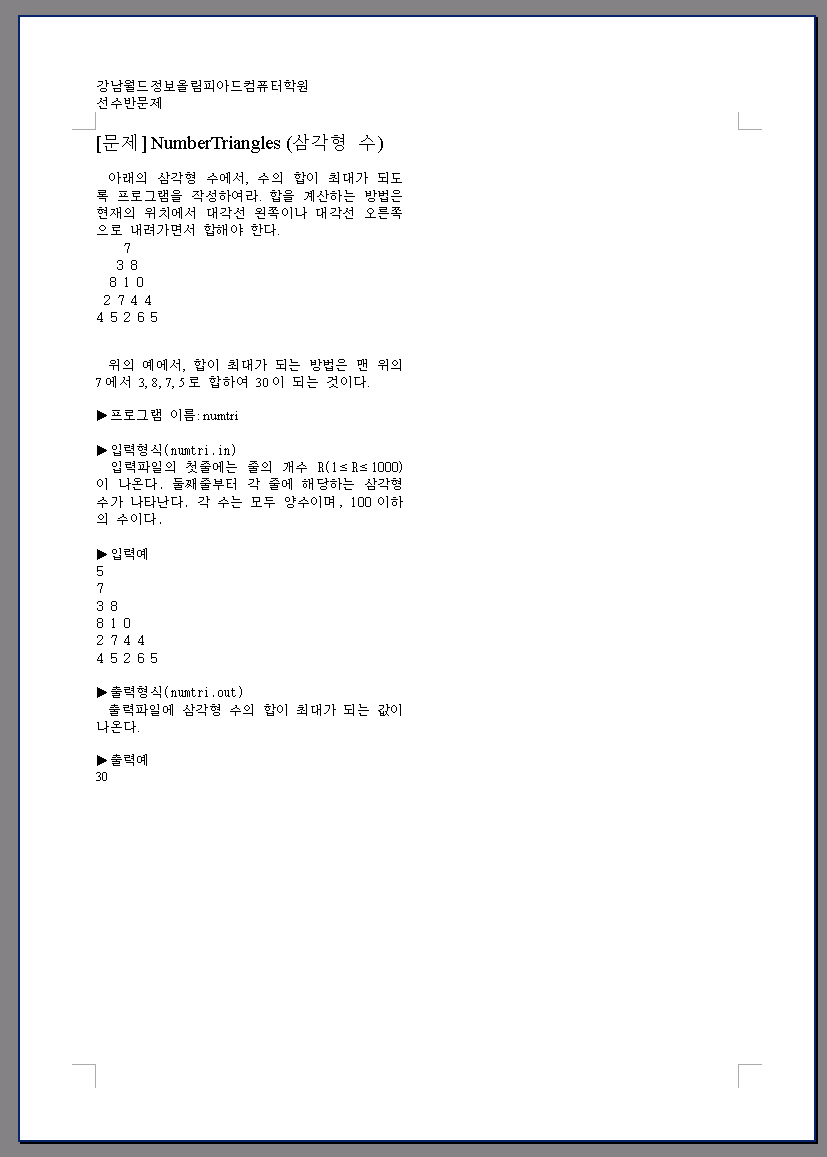 강남월드정보올림피아드컴퓨터학원
선수반문제
[문제] NumberTriangles (삼각형 수)
아래의 삼각형 수에서, 수의 합이 최대가 되도
록 프로그램을 작성하여라. 합을 계산하는 방법은
현재의 위치에서 대각선 왼쪽이나 대각선 오른쪽
으로 내려가면서 합해야 한다.
7
3 8
8 1 0
2 7 4 4
4 5 2 6 5
위의 예에서, 합이 최대가 되는 방법은 맨 위의
7에서 3, 8, 7, 5로 합하여 30이 되는 것이다.
▶프로그램 이름: numtri
▶입력형식(numtri.in)
입력파일의 첫줄에는 줄의 개수 R(1≤R≤1000)
이 나온다. 둘째줄부터 각 줄에 해당하는 삼각형
수가 나타난다. 각 수는 모두 양수이며, 100 이하
의 수이다.
▶입력예
5
7
3 8
8 1 0
2 7 4 4
4 5 2 6 5
▶출력형식(numtri.out)
출력파일에 삼각형 수의 합이 최대가 되는 값이
나온다.
▶출력예
30